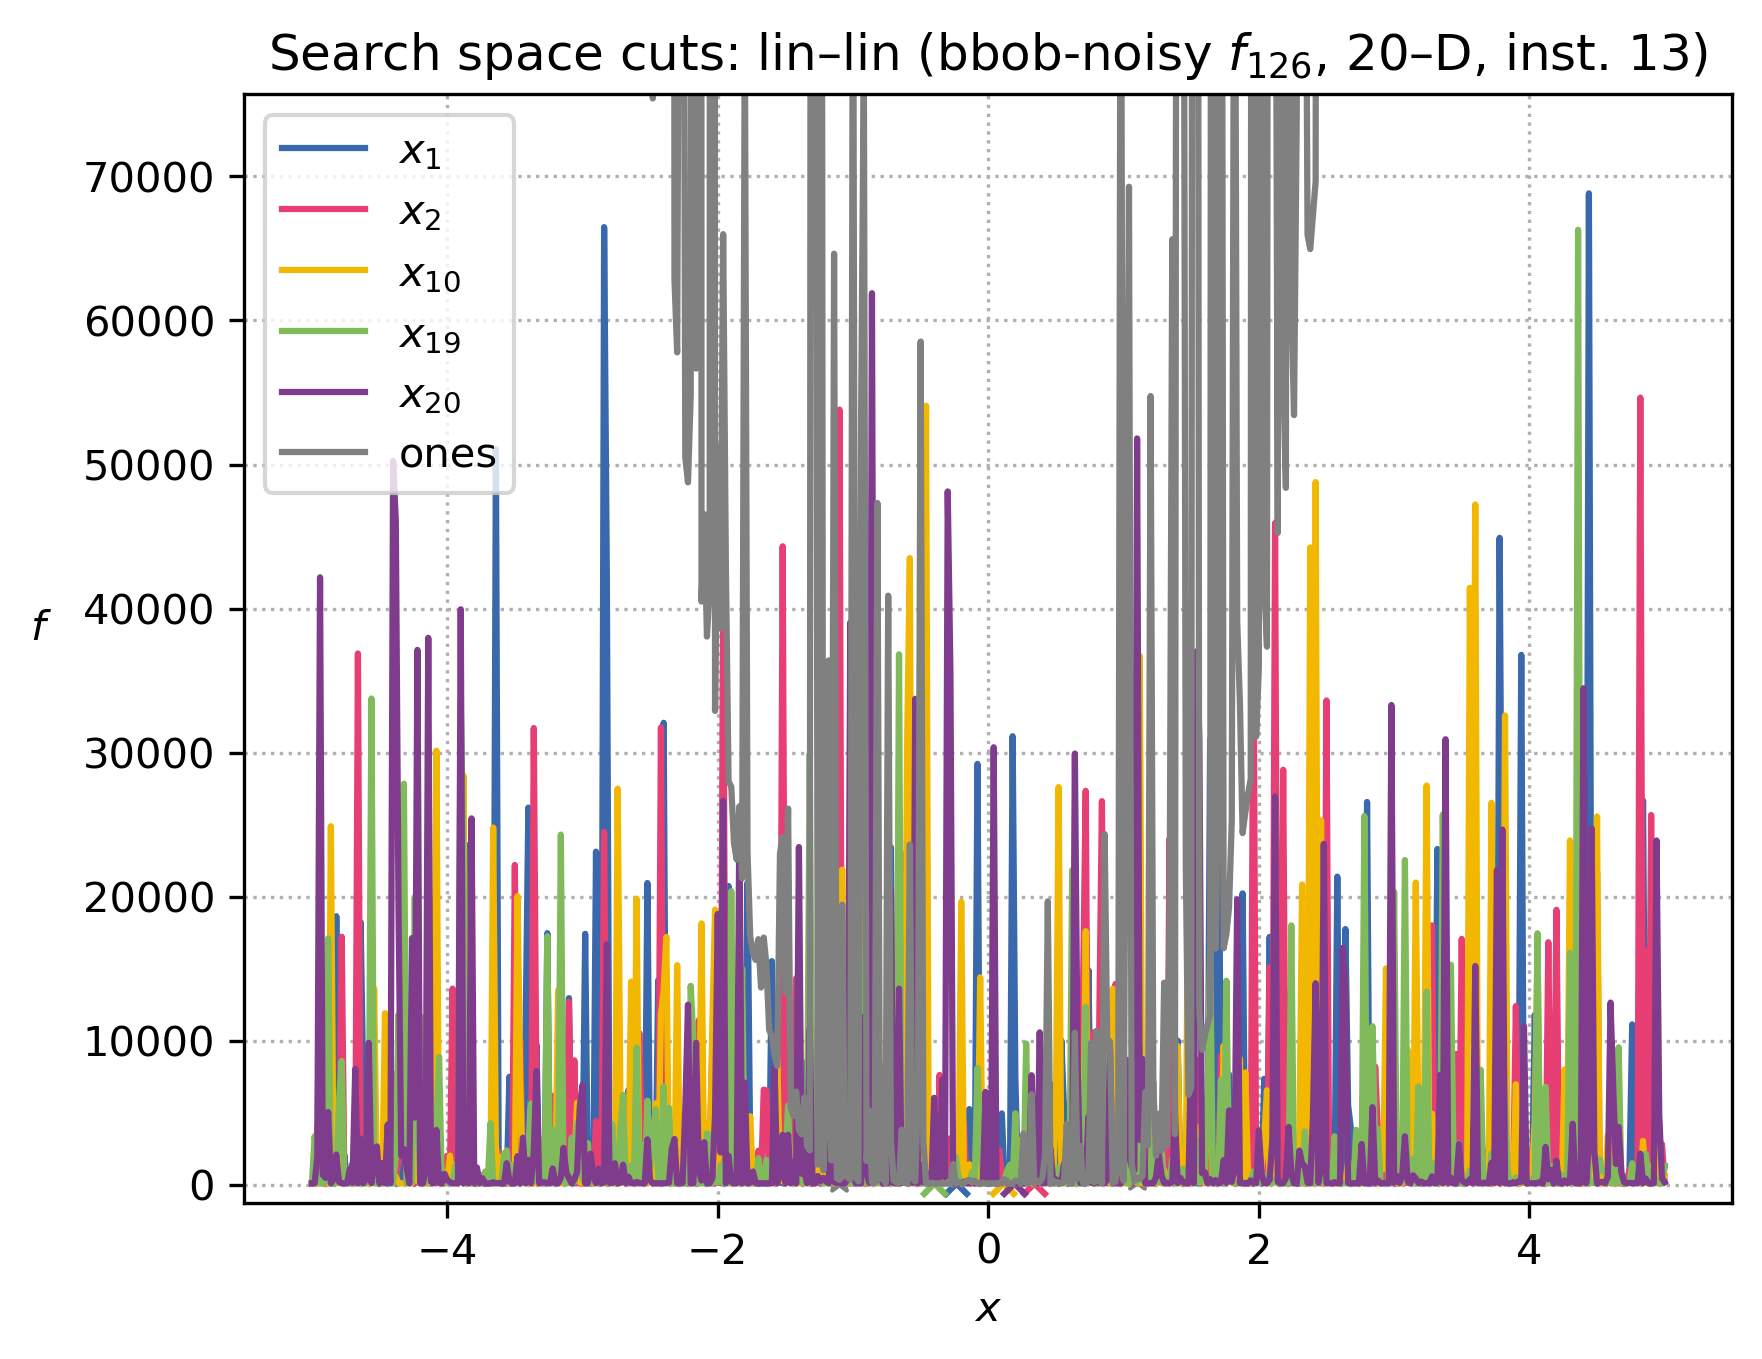 Search space cuts: lin–lin (bbob-noisy f₁₂₆, 20–D, inst. 13)
x₁
x₂
x₁₀
x₁₉
x₂₀
ones
70000
60000
50000
40000
30000
20000
10000
0
f
−4
−2
0
2
4
x